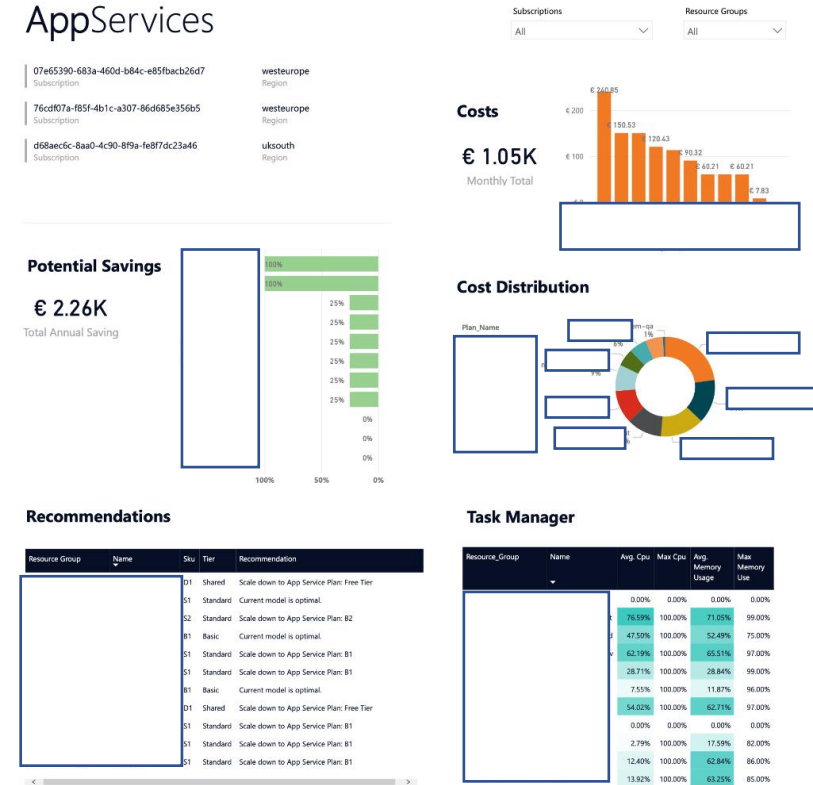 AppServices
Subscriptions
Resource Groups
All
All
07e65390-683a-460d-b84c-e85fbacb26d7
westeurope
Subscription
Region
76cdf07a-f85f-4b1c-a307-86d685e356b5
westeurope
Subscription
Region
d68aec6c-8aa0-4c90-8f9a-fe8f7dc23a46
uksouth
Subscription
Region
Costs
€ 1.05K
Monthly Total
€ 200
€ 100
€ 240.85
€ 150.53
€ 120.43
€ 90.32
€ 60.21
€ 60.21
€ 7.83
Potential Savings
€ 2.26K
Total Annual Saving
100%
100%
25%
25%
25%
25%
25%
25%
0%
0%
0%
100% 50% 0%
Cost Distribution
Plan_Name
1%
6%
9%
Recommendations
Resource Group Name Sku Tier Recommendation
D1 Shared Scale down to App Service Plan: Free Tier
S1 Standard Current model is optimal.
S2 Standard Scale down to App Service Plan: B2
B1 Basic Current model is optimal.
S1 Standard Scale down to App Service Plan: B1
S1 Standard Scale down to App Service Plan: B1
B1 Basic Current model is optimal.
D1 Shared Scale down to App Service Plan: Free Tier
S1 Standard Scale down to App Service Plan: B1
S1 Standard Scale down to App Service Plan: B1
S1 Standard Scale down to App Service Plan: B1
Task Manager
Resource_Group Name Avg. Cpu Max Cpu Avg. Memory Usage Max Memory Use
0.00% 0.00% 0.00% 0.00%
76.59% 100.00% 71.05% 99.00%
47.50% 100.00% 52.49% 75.00%
62.19% 100.00% 65.51% 97.00%
28.71% 100.00% 28.84% 99.00%
7.55% 100.00% 11.87% 96.00%
54.02% 100.00% 62.71% 97.00%
0.00% 0.00% 0.00% 0.00%
2.79% 100.00% 17.59% 82.00%
12.40% 100.00% 62.84% 86.00%
13.92% 100.00% 63.25% 85.00%